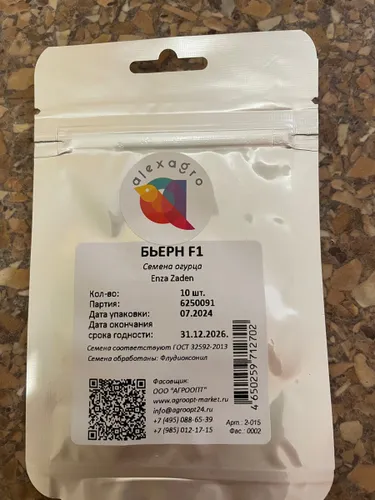 alexagro
БЬЕРН F1
Семена огурца
Enza Zaden
Кол-во: 10 шт.
Партия: 6250091
Дата упаковки: 07.2024
Дата окончания
срока годности: 31.12.2026.
Семена соответствуют ГОСТ 32592-2013
Семена обработаны: Флудиоксонил
Фасовщик:
ООО "АГРООПТ"
www.agroopt-market.ru
info@agroopt24.ru
+7 (495) 088-65-39
+7 (985) 012-17-15
Арт.: 2-015
Фас.: 0002
4 650259 712702